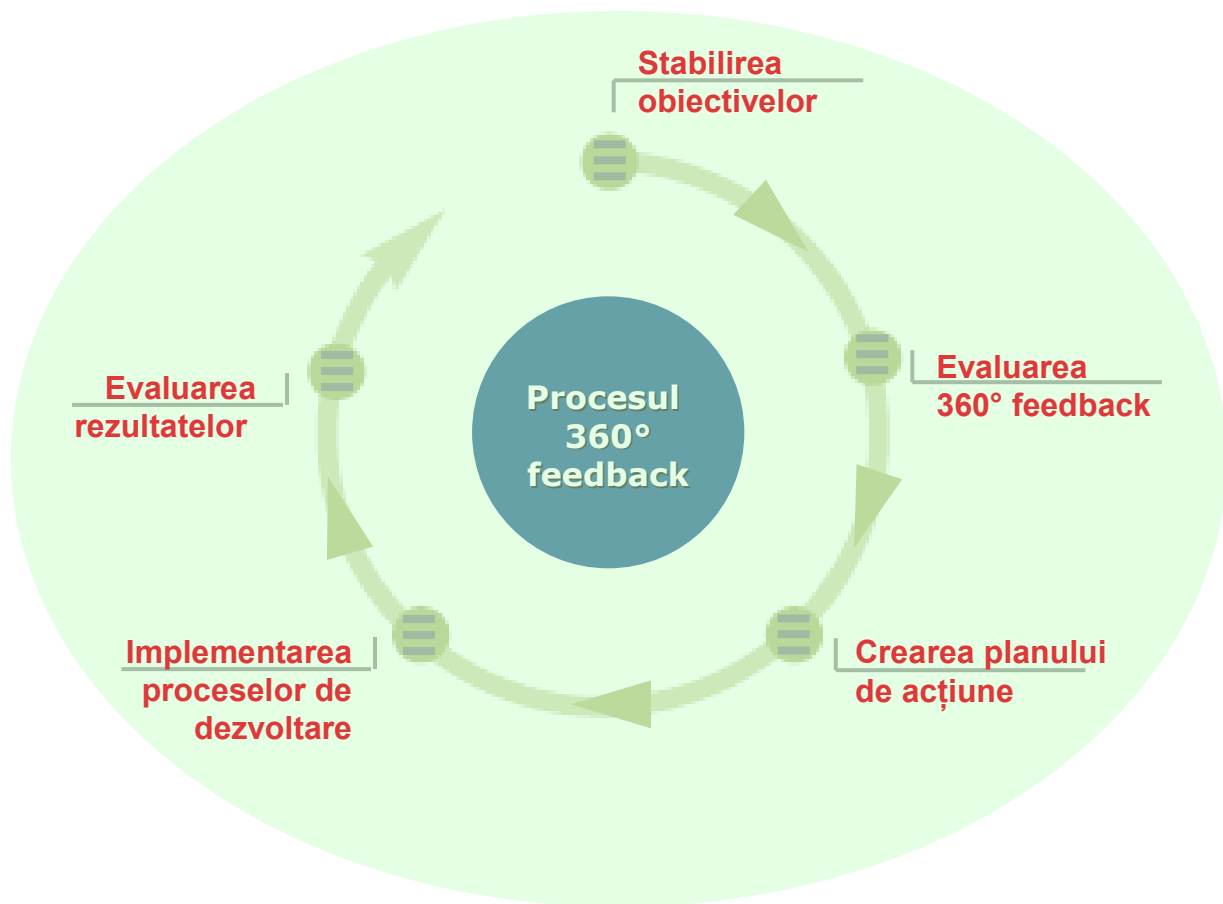 Stabilirea
obiectivelor
Evaluarea
360° feedback
Crearea planului
de acțiune
Implementarea
proceselor de
dezvoltare
Evaluarea
rezultatelor
Procesul
360°
feedback